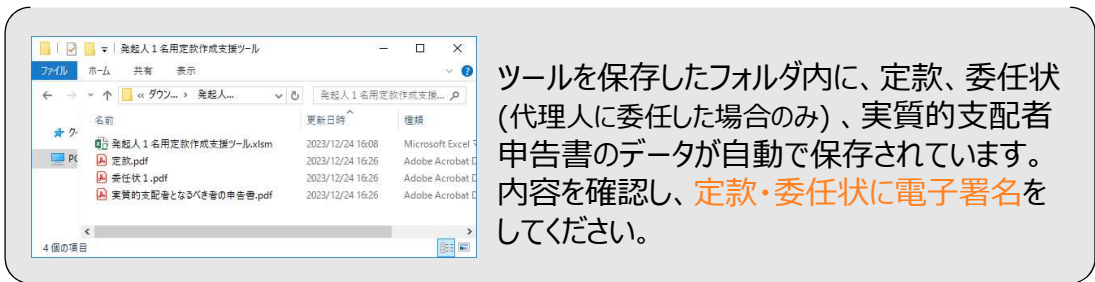 発起人1名用定款作成支援ツール
ファイル ホーム 共有 表示
« ダウン... › 発起人...
発起人1名用定款作成支援...
名前 更新日時 種類
発起人1名用定款作成支援ツール.xlsm 2023/12/24 16:08 Microsoft Excel
定款.pdf 2023/12/24 16:26 Adobe Acrobat D
委任状1.pdf 2023/12/24 16:26 Adobe Acrobat D
実質的支配者となるべき者の申告書.pdf 2023/12/24 16:26 Adobe Acrobat D
PC
4 個の項目
ツールを保存したフォルダ内に、定款、委任状
(代理人に委任した場合のみ) 、実質的支配者
申告書のデータが自動で保存されています。
内容を確認し、定款・委任状に電子署名を
してください。